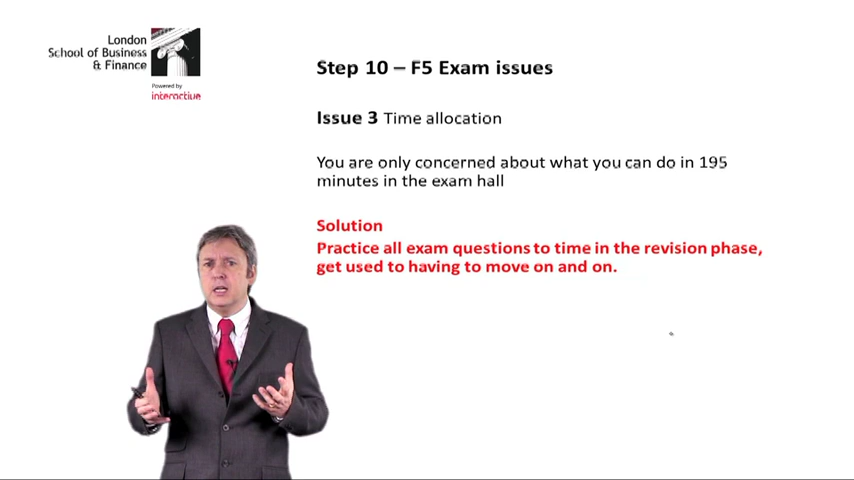 London
School of Business
& Finance
Powered by
interactive
Step 10 – F5 Exam issues
Issue 3 Time allocation
You are only concerned about what you can do in 195
minutes in the exam hall
Solution
Practice all exam questions to time in the revision phase,
get used to having to move on and on.